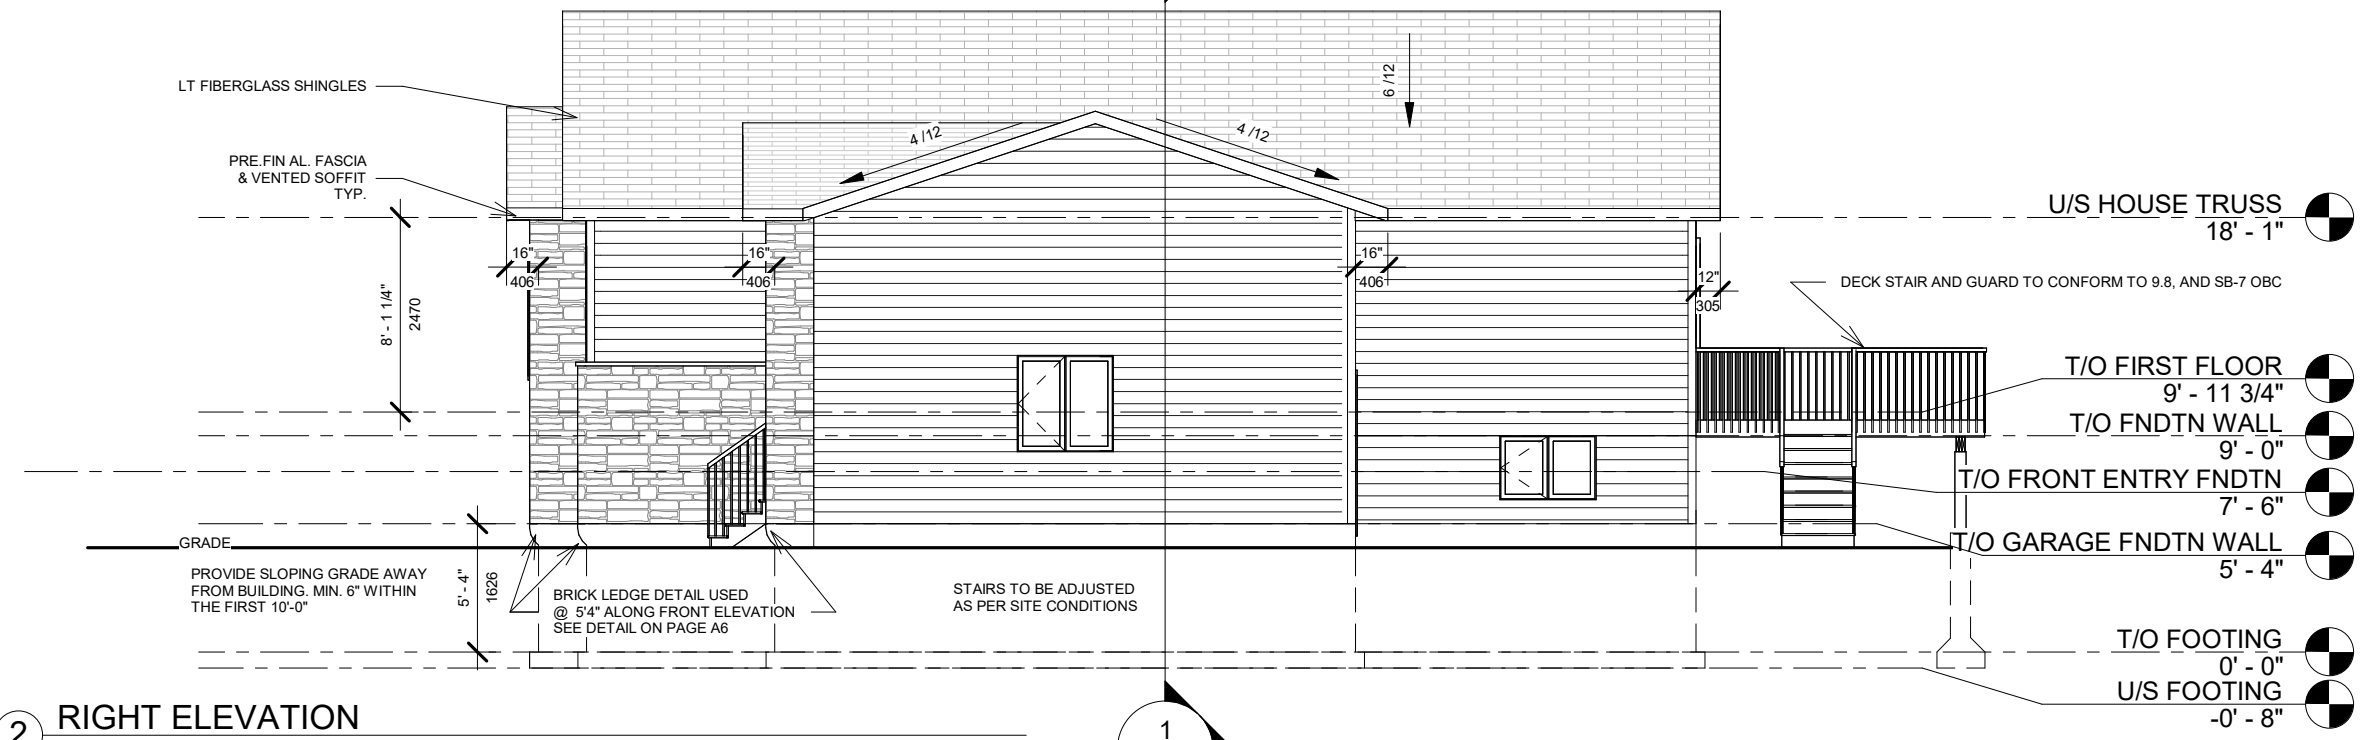 LT FIBERGLASS SHINGLES
PRE.FIN AL. FASCIA
& VENTED SOFFIT
TYP.
4 /12
4 /12
6 /12
16"
406
16"
406
16"
406
12"
305
8' - 1 1/4"
2470
U/S HOUSE TRUSS
18' - 1"
DECK STAIR AND GUARD TO CONFORM TO 9.8, AND SB-7 OBC
T/O FIRST FLOOR
9' - 11 3/4"
T/O FNDTN WALL
9' - 0"
T/O FRONT ENTRY FNDTN
7' - 6"
T/O GARAGE FNDTN WALL
5' - 4"
T/O FOOTING
0' - 0"
U/S FOOTING
-0' - 8"
GRADE
PROVIDE SLOPING GRADE AWAY
FROM BUILDING. MIN. 6" WITHIN
THE FIRST 10'-0"
5' - 4"
1626
BRICK LEDGE DETAIL USED
@ 5'4" ALONG FRONT ELEVATION
SEE DETAIL ON PAGE A6
STAIRS TO BE ADJUSTED
AS PER SITE CONDITIONS
2
RIGHT ELEVATION
1